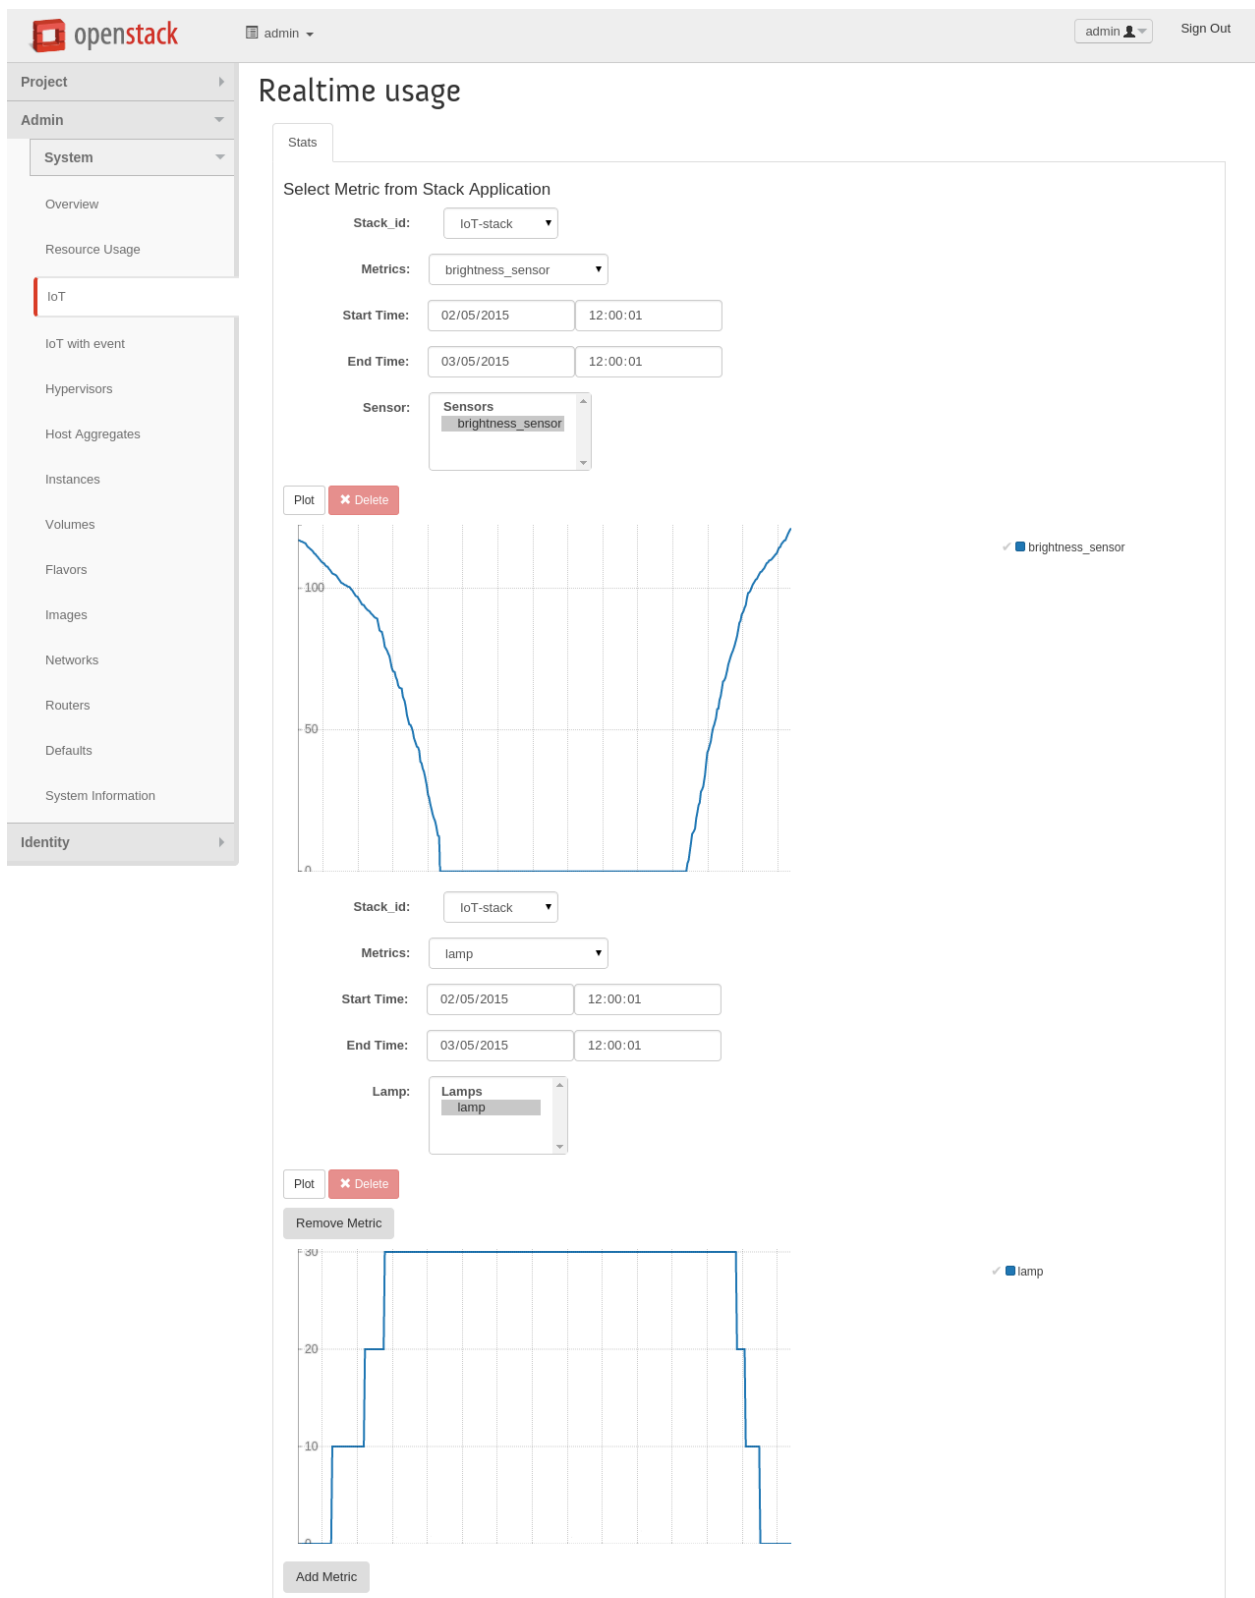 openstack admin admin Sign Out
Project
Admin
System
Overview
Resource Usage
IoT
IoT with event
Hypervisors
Host Aggregates
Instances
Volumes
Flavors
Images
Networks
Routers
Defaults
System Information
Identity
Realtime usage
Stats
Select Metric from Stack Application
Stack_id: IoT-stack
Metrics: brightness_sensor
Start Time: 02/05/2015 12:00:01
End Time: 03/05/2015 12:00:01
Sensor: Sensors
brightness_sensor
Plot Delete
brightness_sensor
100
50
0
Stack_id: IoT-stack
Metrics: lamp
Start Time: 02/05/2015 12:00:01
End Time: 03/05/2015 12:00:01
Lamp: Lamps
lamp
Plot Delete
Remove Metric
30
lamp
20
10
0
Add Metric